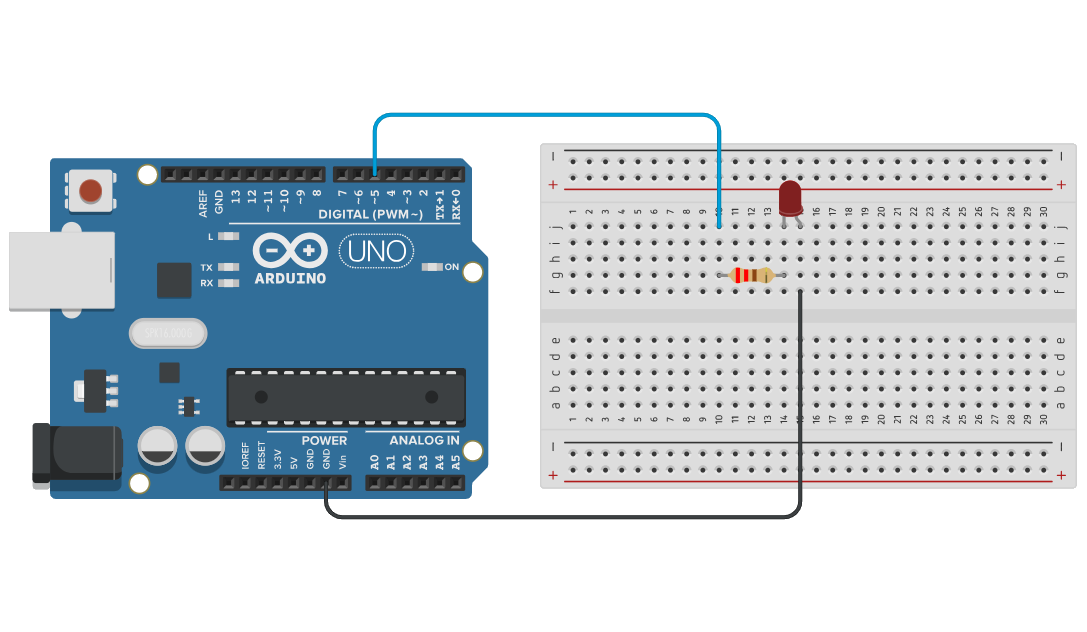 AREF
GND
13
12
~11
~10
~9
8
7
~6
~5
4
~3
2
TX→1
RX←0
DIGITAL (PWM~)
L
TX
RX
ARDUINO
UNO
ON
SPK16.000G
POWER
ANALOG IN
IOREF
RESET
3.3V
5V
GND
GND
Vin
A0
A1
A2
A3
A4
A5
− −
+ +
1 2 3 4 5 6 7 8 9 10 11 12 13 14 15 16 17 18 19 20 21 22 23 24 25 26 27 28 29 30
j j
i i
h h
g g
f f
e e
d d
c c
b b
a a
1 2 3 4 5 6 7 8 9 10 11 12 13 14 15 16 17 18 19 20 21 22 23 24 25 26 27 28 29 30
− −
+ +